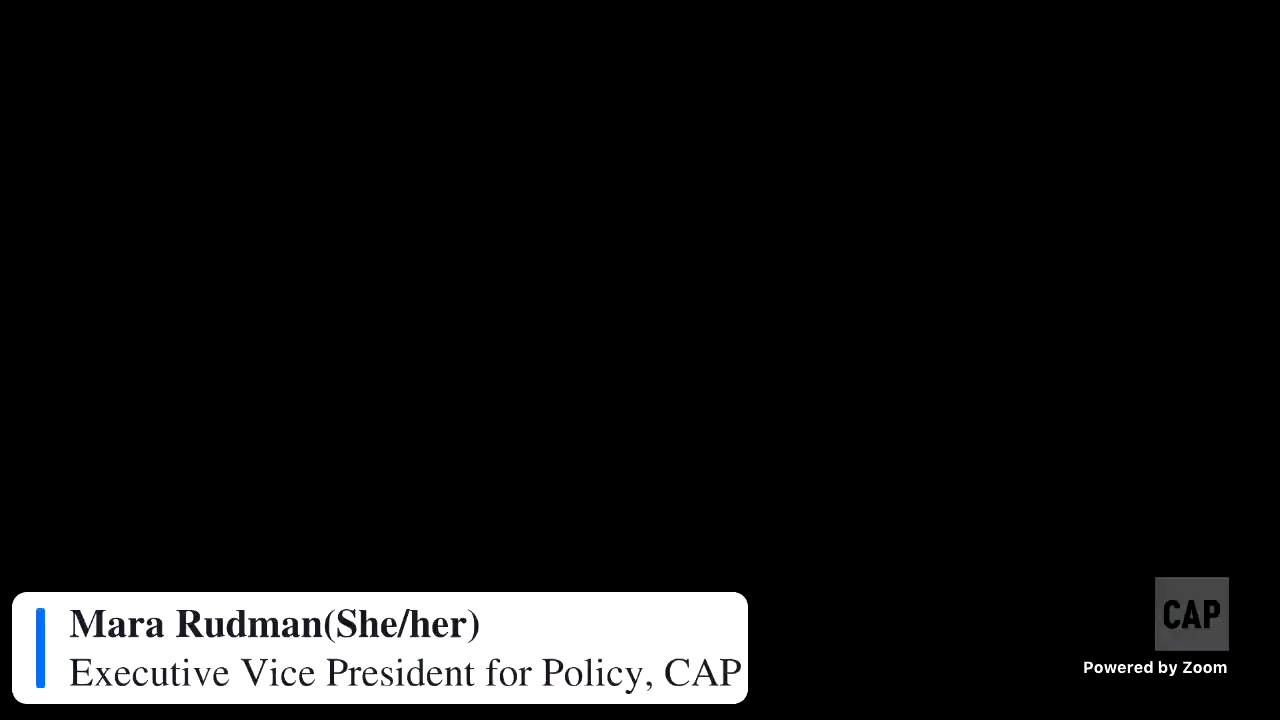 Mara Rudman(She/her)
Executive Vice President for Policy, CAP
CAP
Powered by Zoom